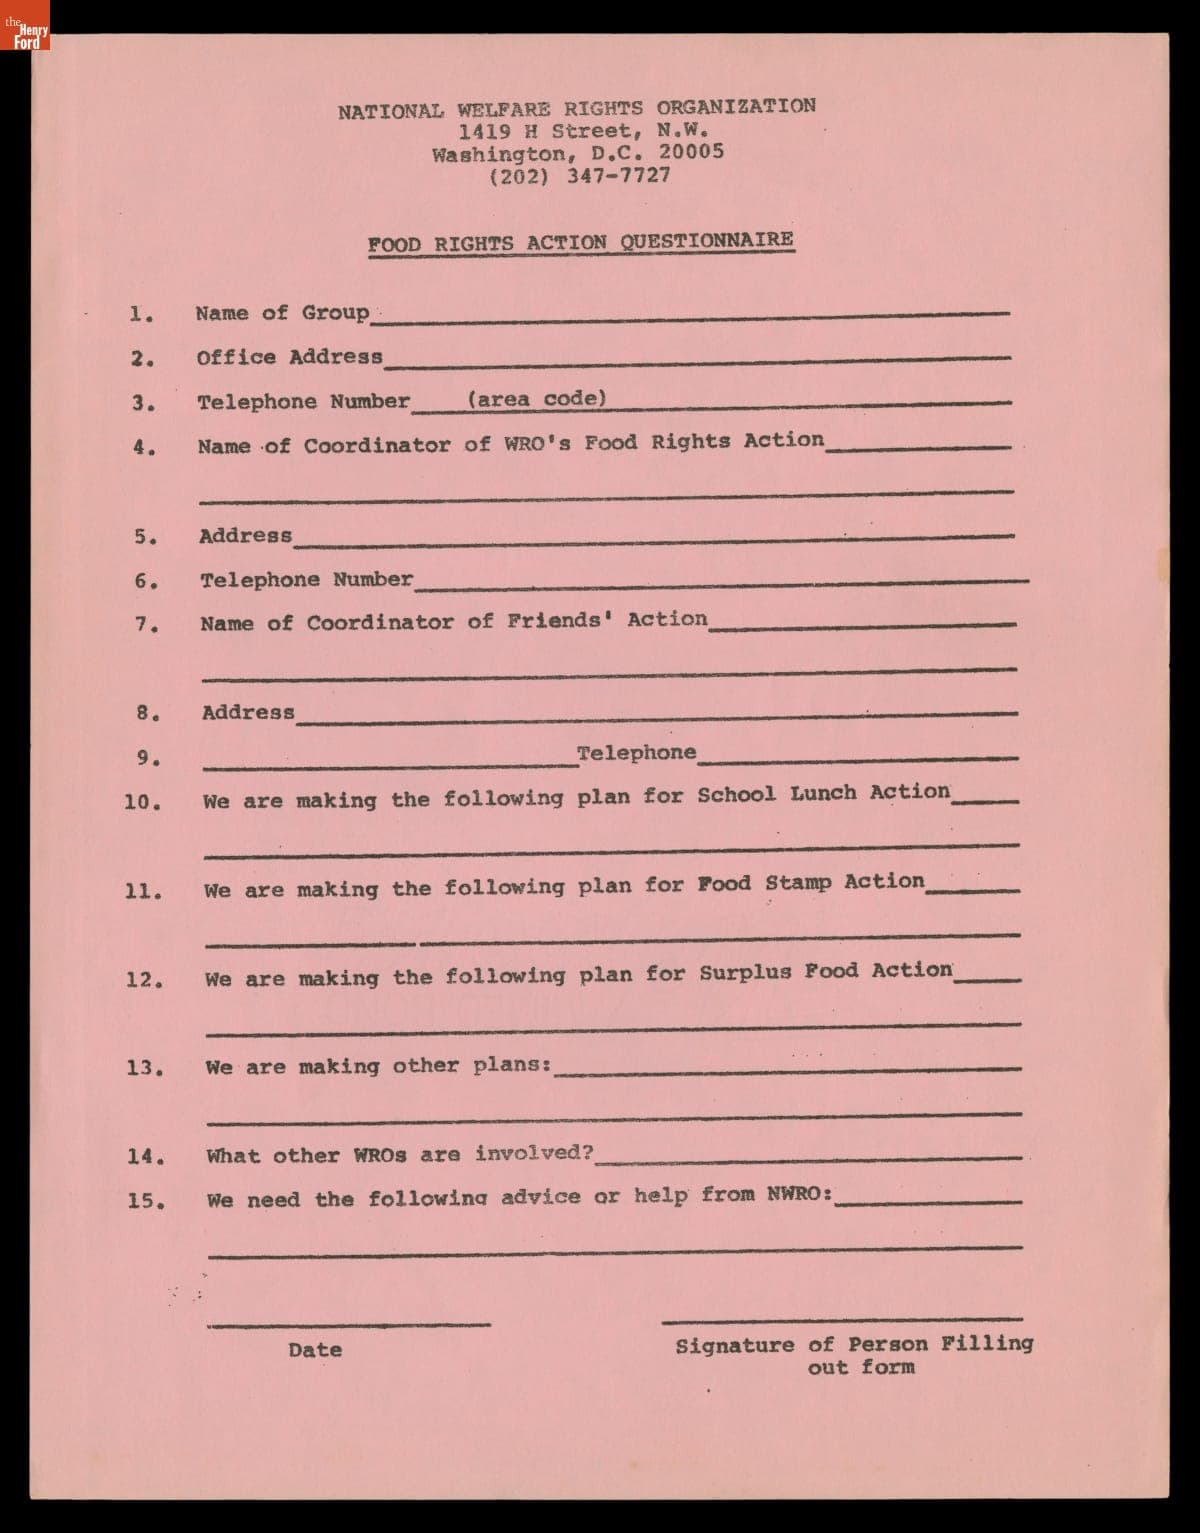 the
Henry
Ford
NATIONAL WELFARE RIGHTS ORGANIZATION
1419 H Street, N.W.
Washington, D.C. 20005
(202) 347-7727
FOOD RIGHTS ACTION QUESTIONNAIRE
1. Name of Group
2. Office Address
3. Telephone Number (area code)
4. Name of Coordinator of WRO's Food Rights Action
5. Address
6. Telephone Number
7. Name of Coordinator of Friends' Action
8. Address
9. Telephone
10. We are making the following plan for School Lunch Action
11. We are making the following plan for Food Stamp Action
12. We are making the following plan for Surplus Food Action
13. We are making other plans:
14. What other WROs are involved?
15. We need the following advice or help from NWRO:
Date
Signature of Person Filling
out form